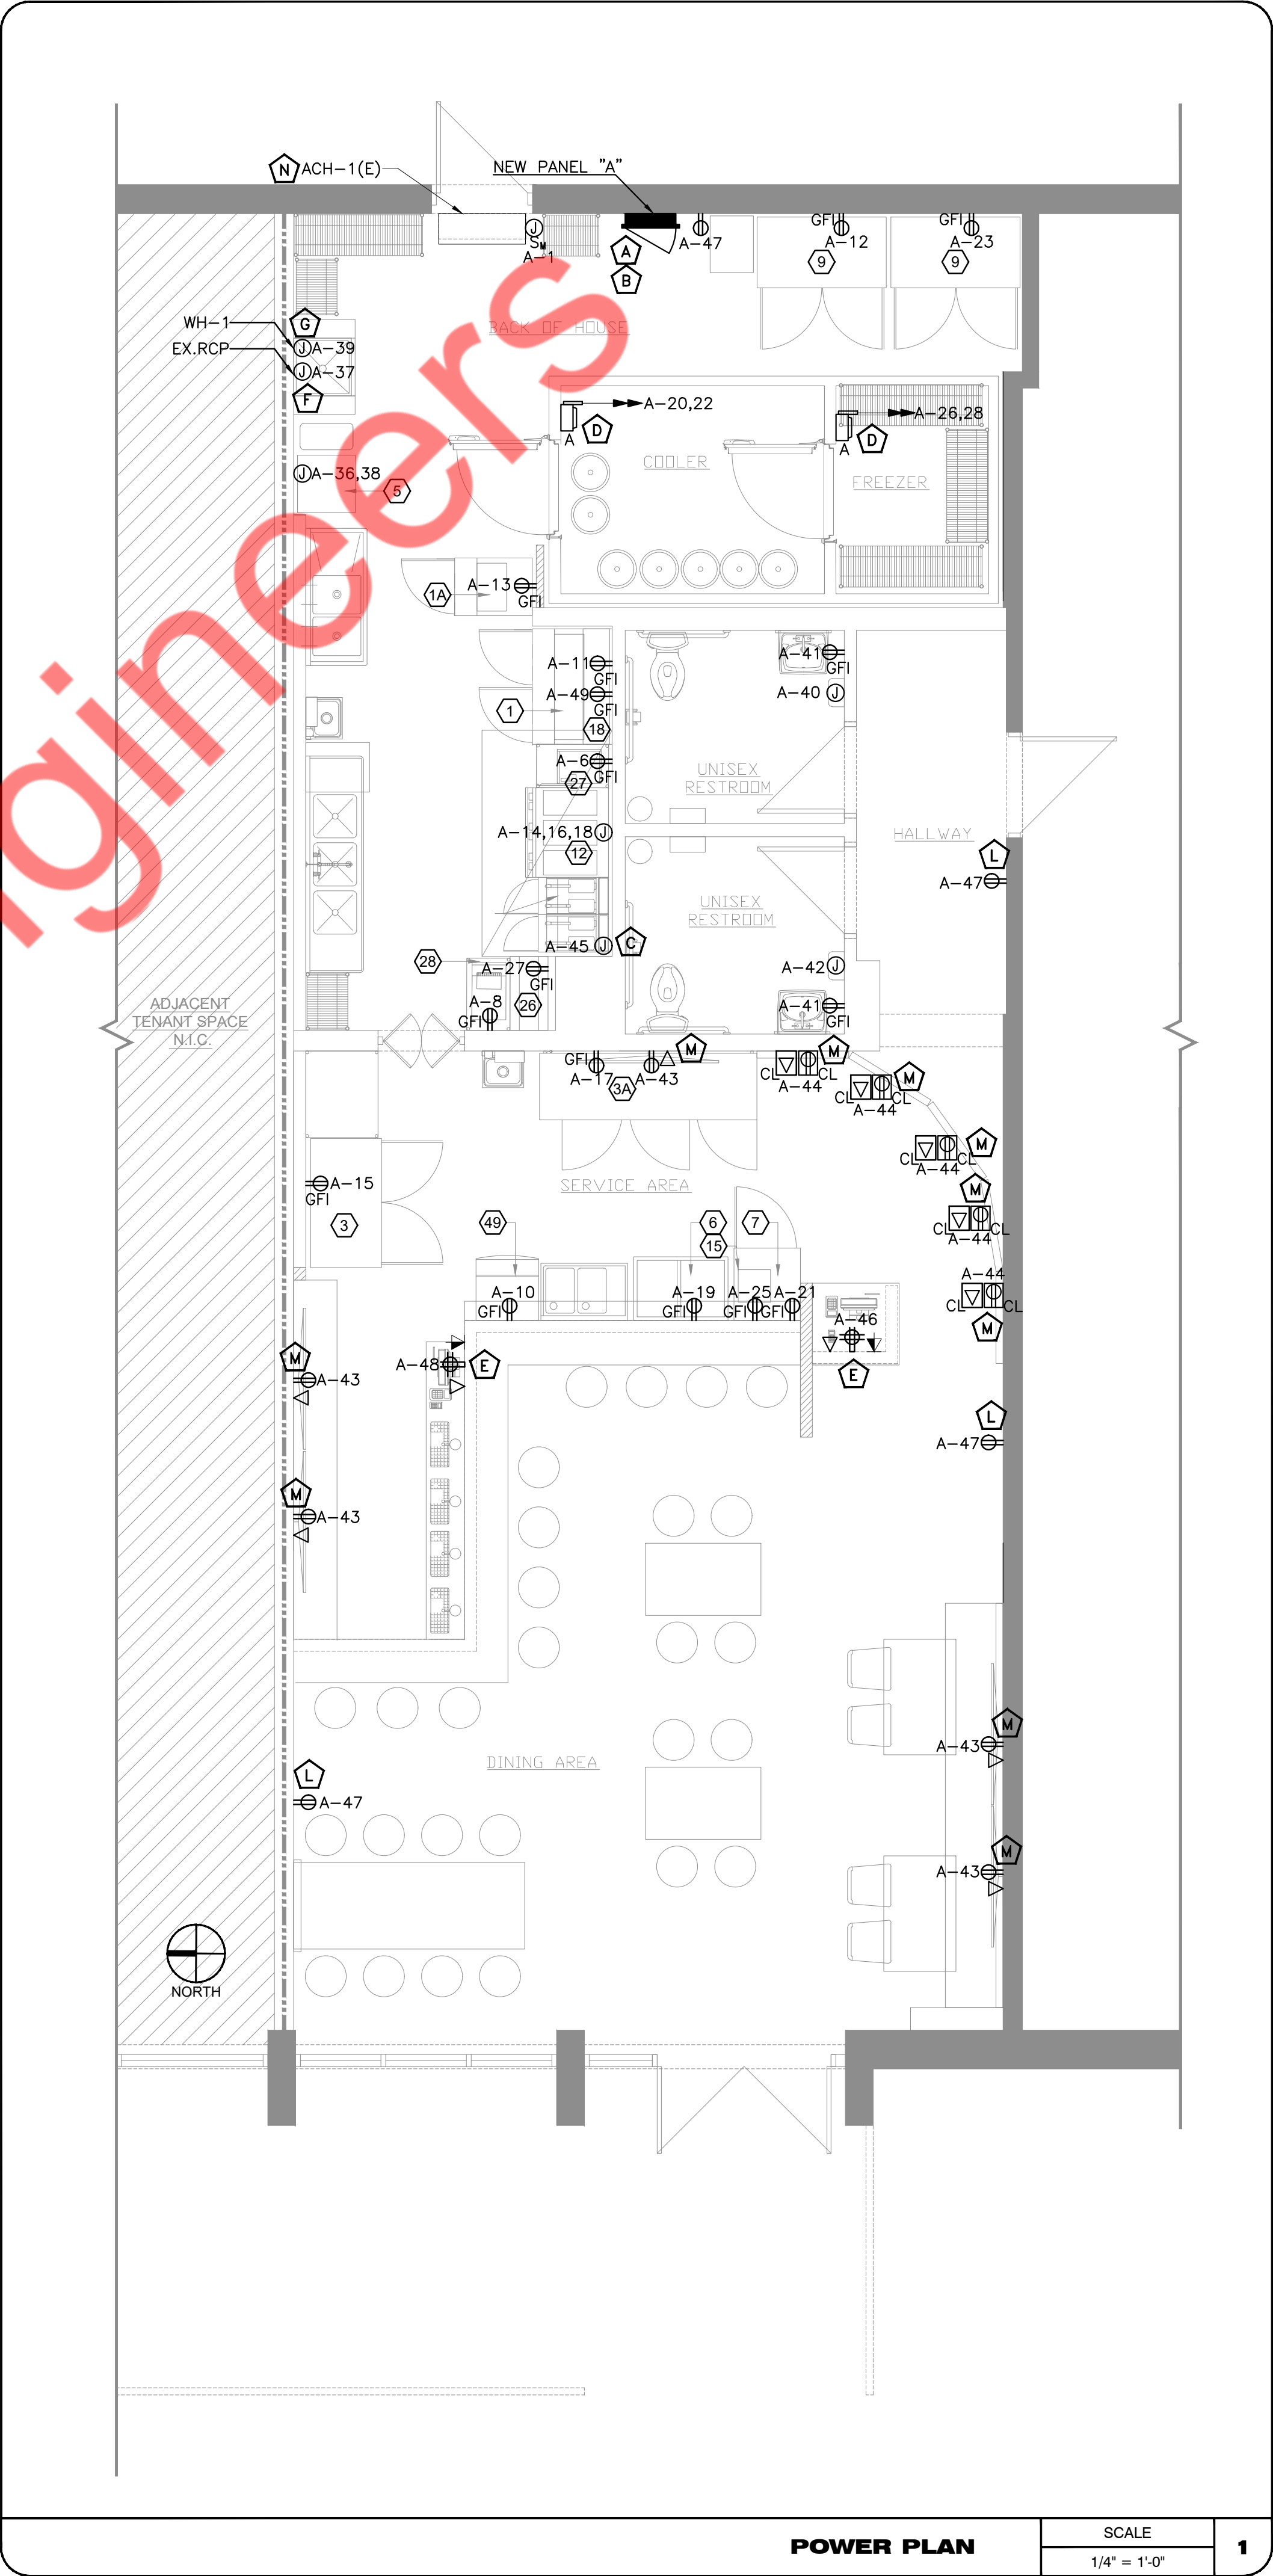 N ACH-1(E)
NEW PANEL "A"
J
SM
A-1
A
B
A-47
GFI
A-12
9
GFI
A-23
9
BACK OF HOUSE
WH-1
G
J A-39
EX.RCP
J A-37
F
A-20,22
A
D
A-26,28
A
D
COOLER
FREEZER
J A-36,38
5
1A
A-13
GFI
A-11
GFI
A-49
GFI
1
18
A-6
GFI
27
A-14,16,18 J
12
A-45 J
C
28
A-27
GFI
A-8
GFI
26
A-41
GFI
A-40 J
UNISEX
RESTROOM
HALLWAY
L
A-47
UNISEX
RESTROOM
A-42 J
A-41
GFI
ADJACENT
TENANT SPACE
N.I.C.
GFI
A-17
A-43
M
3A
M
CL
CL
A-44
M
CL
CL
A-44
M
CL
CL
A-44
M
CL
CL
A-44
A-44
CL
CL
M
A-15
GFI
3
SERVICE AREA
49
6
15
7
A-10
GFI
A-19
GFI
A-25
GFI
A-21
A-46
E
A-48
E
M
A-43
M
A-43
L
A-47
M
A-43
M
A-43
DINING AREA
L
A-47
NORTH
gineers
POWER PLAN
SCALE
1/4" = 1'-0"
1